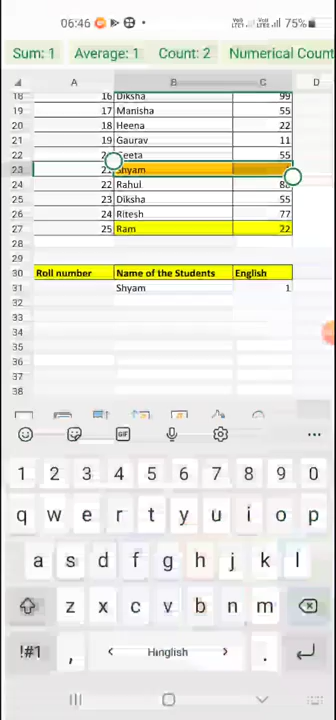 06:46 75%
Sum: 1 Average: 1 Count: 2 Numerical Count
A B C D
18 16 Diksha 99
19 17 Manisha 11
20 18 Heena 22
21 19 Gaurav 11
22 55
23 Shyam
24 22 Rahul
25 23 Diksha 55
26 24 Ritesh 77
27 25 Ram 22
28
29
30 Roll number Name of the Students English
31 Shyam 1
32
33
34
35
36
37
38
GIF
1 2 3 4 5 6 7 8 9 0
q w e r t y u i o p
a s d f g h j k l
z x c v b n m
!#1 , < Hinglish > .